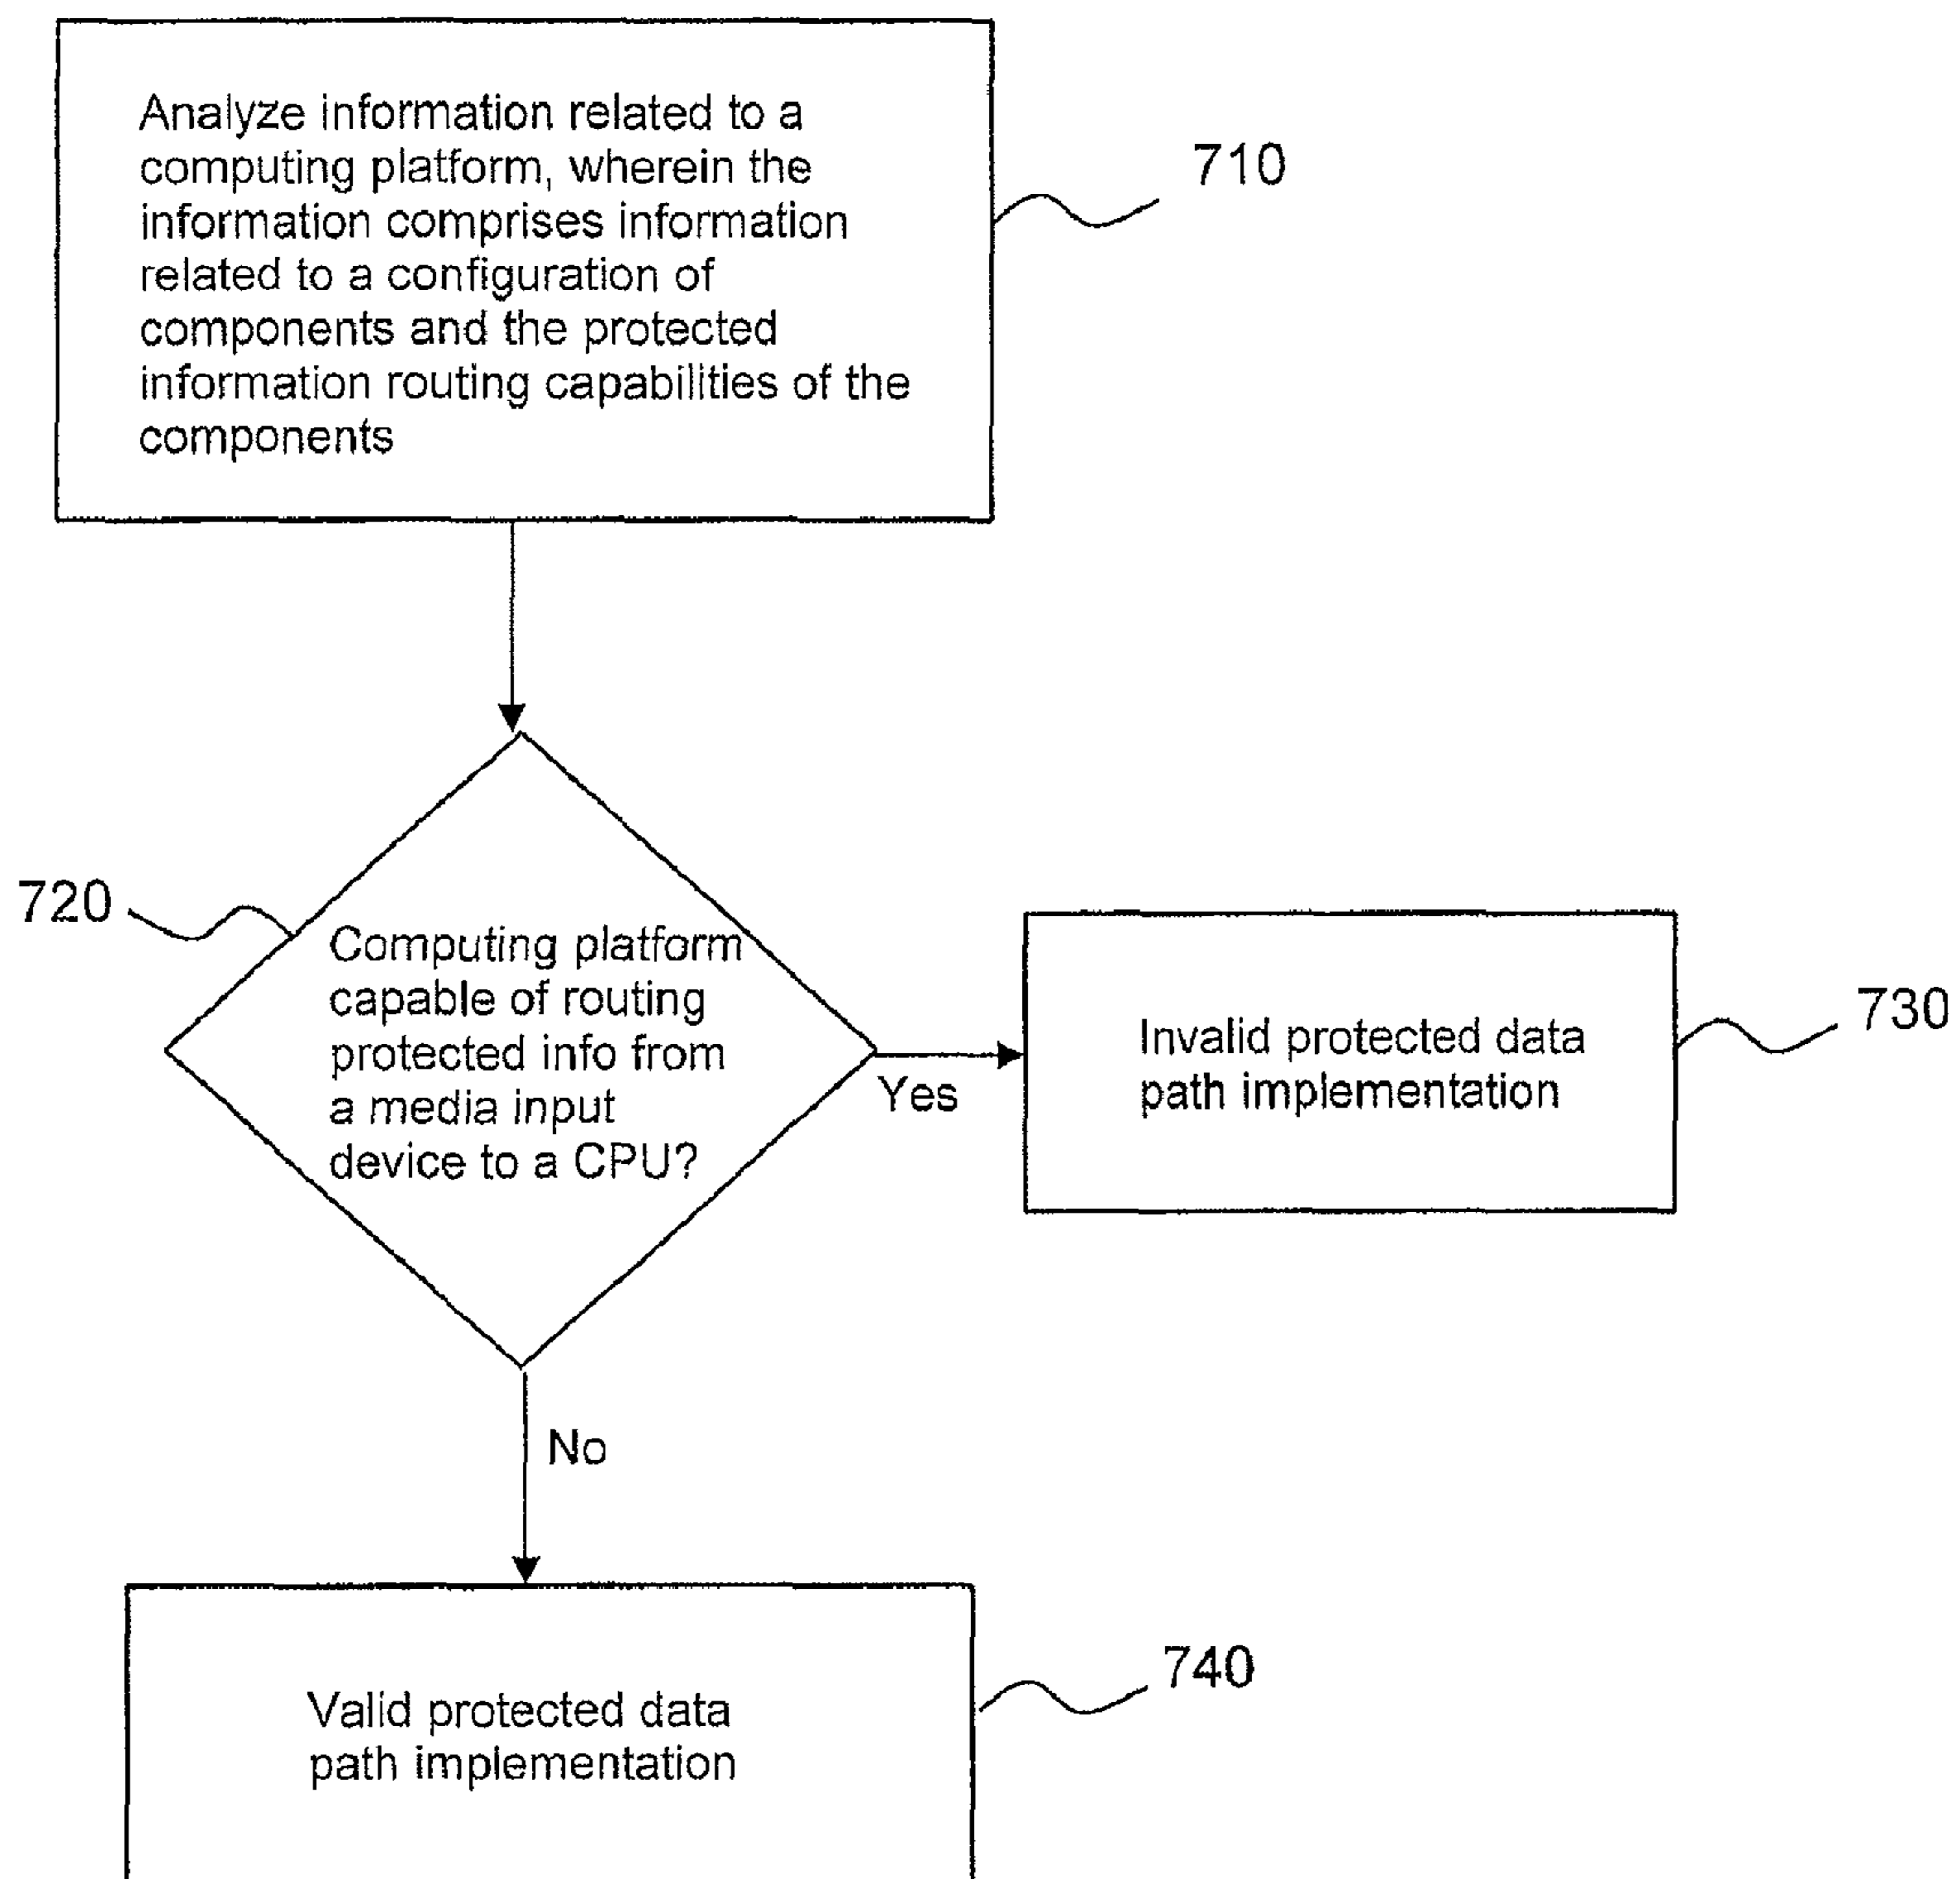 Analyze information related to a
computing platform, wherein the
information comprises information
related to a configuration of
components and the protected
information routing capabilities of the
components
710
720
Computing platform
capable of routing
protected info from
a media input
device to a CPU?
Yes
Invalid protected data
path implementation
730
No
Valid protected data
path implementation
740